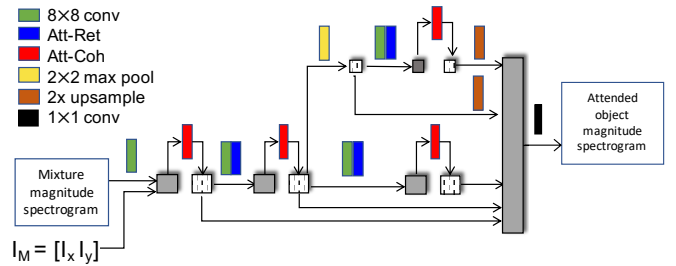 8×8 conv
Att-Ret
Att-Coh
2×2 max pool
2x upsample
1×1 conv
Mixture
magnitude
spectrogram
I_M = [I_x I_y]
Attended
object
magnitude
spectrogram